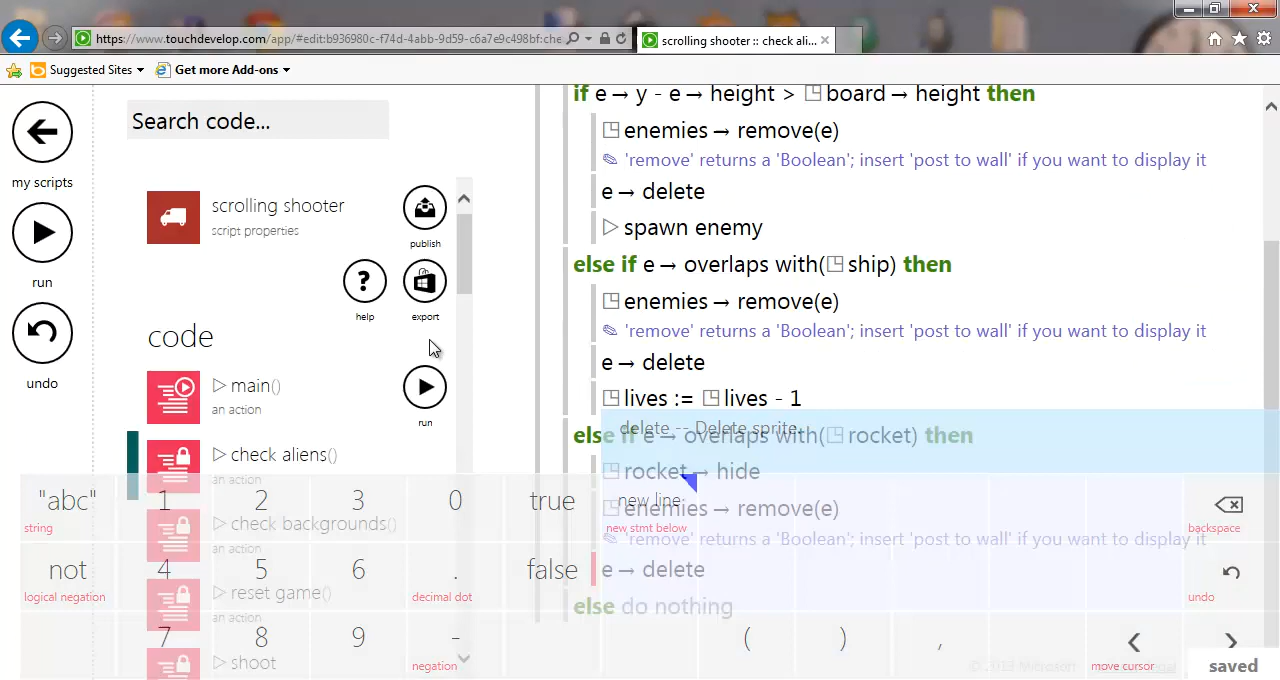 https://www.touchdevelop.com/app/#edit:b936980c-f74d-4abb-9d59-c6a7e9c498bf:che
scrolling shooter :: check ali...
Suggested Sites
Get more Add-ons
my scripts
run
undo
Search code...
scrolling shooter
script properties
publish
help
export
code
▷ main()
an action
run
▷ check aliens()
an action
▷ check backgrounds()
an action
▷ reset game()
an action
▷ shoot
if e → y - e → height > board → height then
enemies → remove(e)
'remove' returns a 'Boolean'; insert 'post to wall' if you want to display it
e → delete
▷ spawn enemy
else if e → overlaps with(ship) then
enemies → remove(e)
'remove' returns a 'Boolean'; insert 'post to wall' if you want to display it
e → delete
lives := lives - 1
delete -- Delete sprite.
else if e → overlaps with(rocket) then
rocket → hide
enemies → remove(e)
'remove' returns a 'Boolean'; insert 'post to wall' if you want to display it
e → delete
else do nothing
"abc" 1 2 3 0 true new line
string new stmt below backspace
not 4 5 6 . false
logical negation decimal dot undo
7 8 9 - ( ) ,
negation move cursor
© 2013 Microsoft
saved